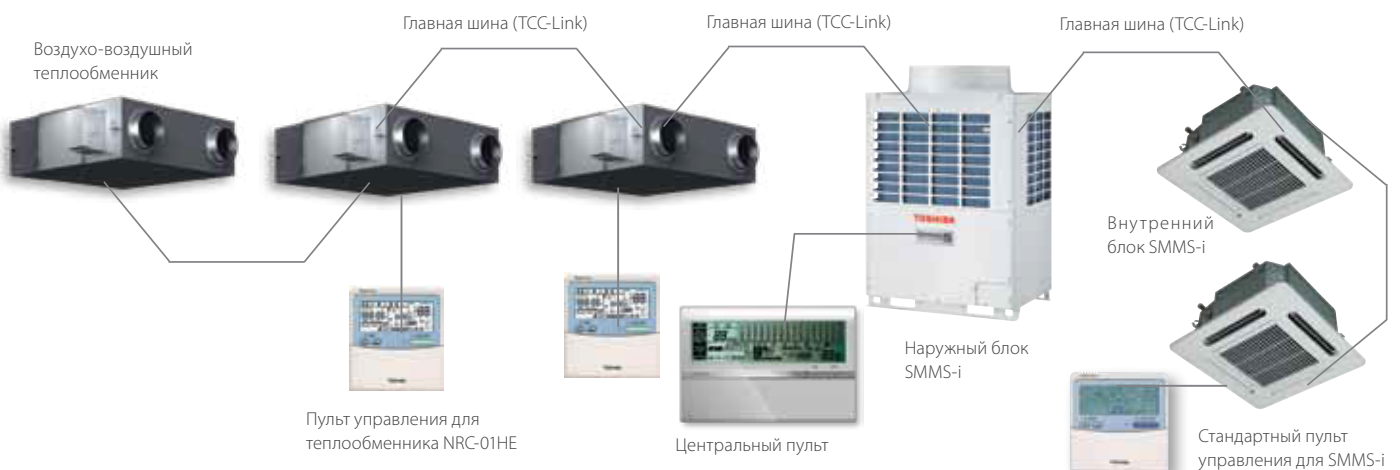 Главная шина (TCC-Link)
Главная шина (TCC-Link)
Главная шина (TCC-Link)
Воздухо-воздушный
теплообменник
TOSHIBA
Внутренний
блок SMMS-i
Наружный блок
SMMS-i
Пульт управления для
теплообменника NRC-01HE
Центральный пульт
Стандартный пульт
управления для SMMS-i